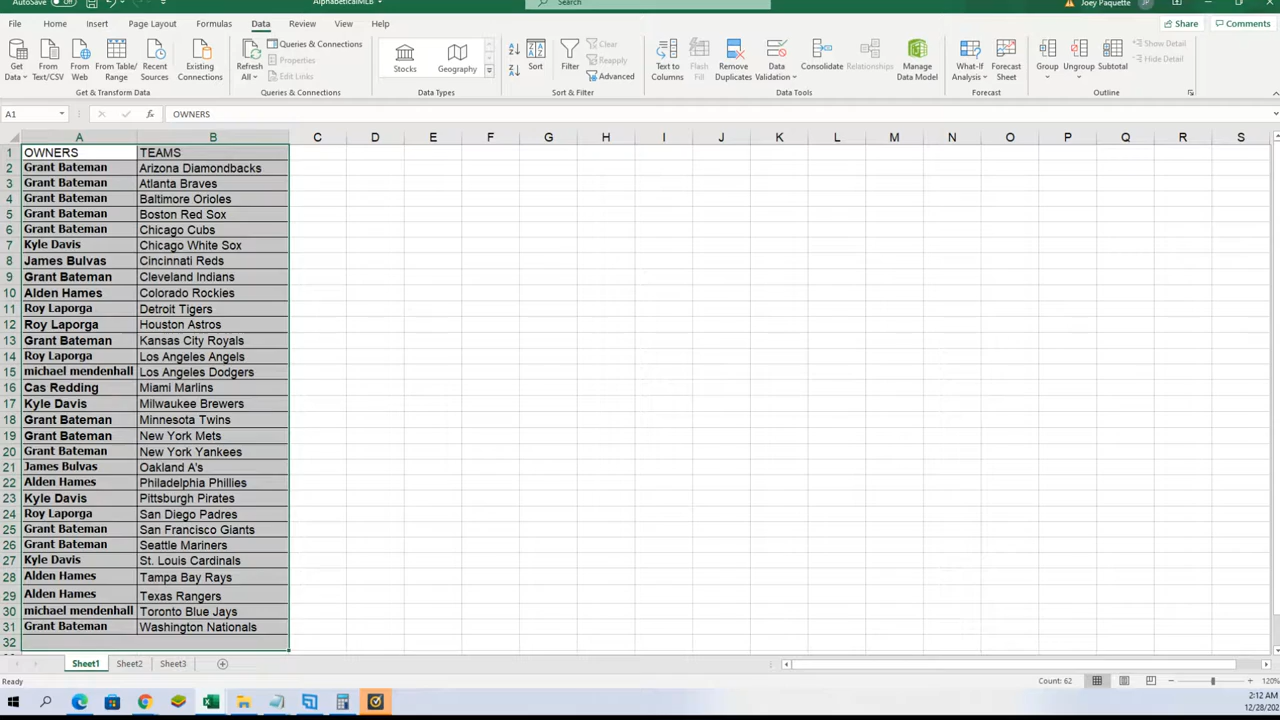 AutoSave Off AlphabeticalMLB Search Joey Paquette JP
File Home Insert Page Layout Formulas Data Review View Help Share Comments
Get Data From Text/CSV From Web From Table/ Range Recent Sources Existing Connections
Refresh All Queries & Connections Properties Edit Links
Stocks Geography
Sort Filter Clear Reapply Advanced
Text to Columns Flash Fill Remove Duplicates Data Validation Consolidate Relationships Manage Data Model
What-If Analysis Forecast Sheet Group Ungroup Subtotal Show Detail Hide Detail
Get & Transform Data Queries & Connections Data Types Sort & Filter Data Tools Forecast Outline
A1 fx OWNERS
A B C D E F G H I J K L M N O P Q R S
1 OWNERS TEAMS
2 Grant Bateman Arizona Diamondbacks
3 Grant Bateman Atlanta Braves
4 Grant Bateman Baltimore Orioles
5 Grant Bateman Boston Red Sox
6 Grant Bateman Chicago Cubs
7 Kyle Davis Chicago White Sox
8 James Bulvas Cincinnati Reds
9 Grant Bateman Cleveland Indians
10 Alden Hames Colorado Rockies
11 Roy Laporga Detroit Tigers
12 Roy Laporga Houston Astros
13 Grant Bateman Kansas City Royals
14 Roy Laporga Los Angeles Angels
15 michael mendenhall Los Angeles Dodgers
16 Cas Redding Miami Marlins
17 Kyle Davis Milwaukee Brewers
18 Grant Bateman Minnesota Twins
19 Grant Bateman New York Mets
20 Grant Bateman New York Yankees
21 James Bulvas Oakland A's
22 Alden Hames Philadelphia Phillies
23 Kyle Davis Pittsburgh Pirates
24 Roy Laporga San Diego Padres
25 Grant Bateman San Francisco Giants
26 Grant Bateman Seattle Mariners
27 Kyle Davis St. Louis Cardinals
28 Alden Hames Tampa Bay Rays
29 Alden Hames Texas Rangers
30 michael mendenhall Toronto Blue Jays
31 Grant Bateman Washington Nationals
32
Sheet1 Sheet2 Sheet3
Ready Count: 62 120%
2:12 AM
12/28/202